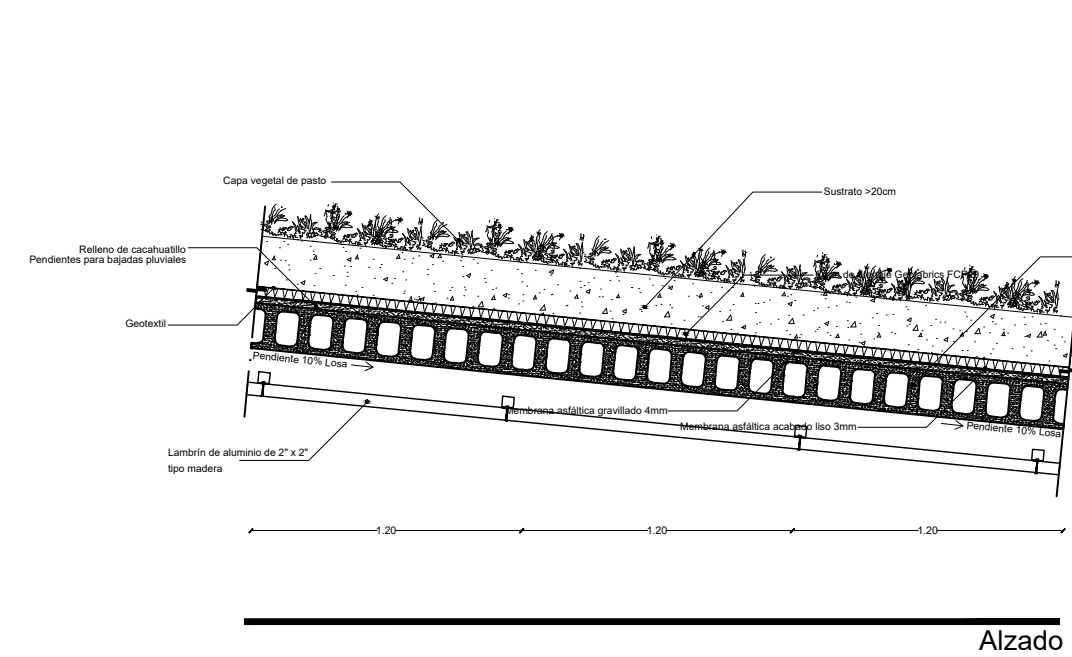 Capa vegetal de pasto
Sustrato >20cm
Relleno de cacahuatillo
Pendientes para bajadas pluviales
Geotextil
Pendiente 10% Losa
Membrana asfáltica gravillado 4mm
Membrana asfáltica acabado liso 3mm
Pendiente 10% Losa
Lambrín de aluminio de 2" x 2"
tipo madera
1.20
1.20
1.20
Alzado